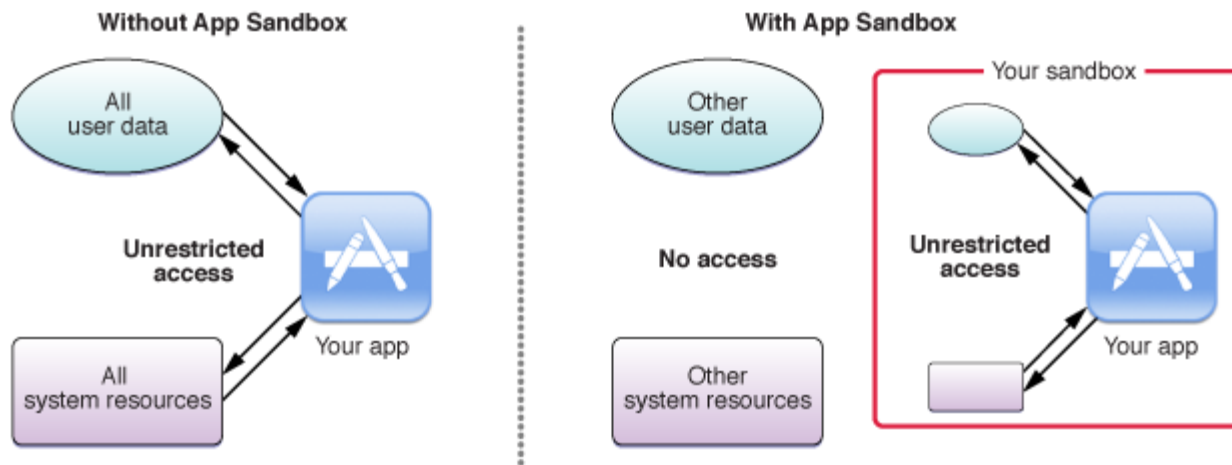 Without App Sandbox
All
user data
Unrestricted
access
Your app
All
system resources
With App Sandbox
Other
user data
No access
Other
system resources
Your sandbox
Unrestricted
access
Your app